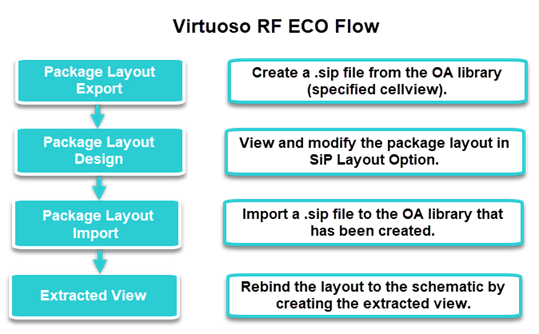 Virtuoso RF ECO Flow
Package Layout
Export
Create a .sip file from the OA library
(specified cellview).
Package Layout
Design
View and modify the package layout in
SiP Layout Option.
Package Layout
Import
Import a .sip file to the OA library that
has been created.
Extracted View
Rebind the layout to the schematic by
creating the extracted view.